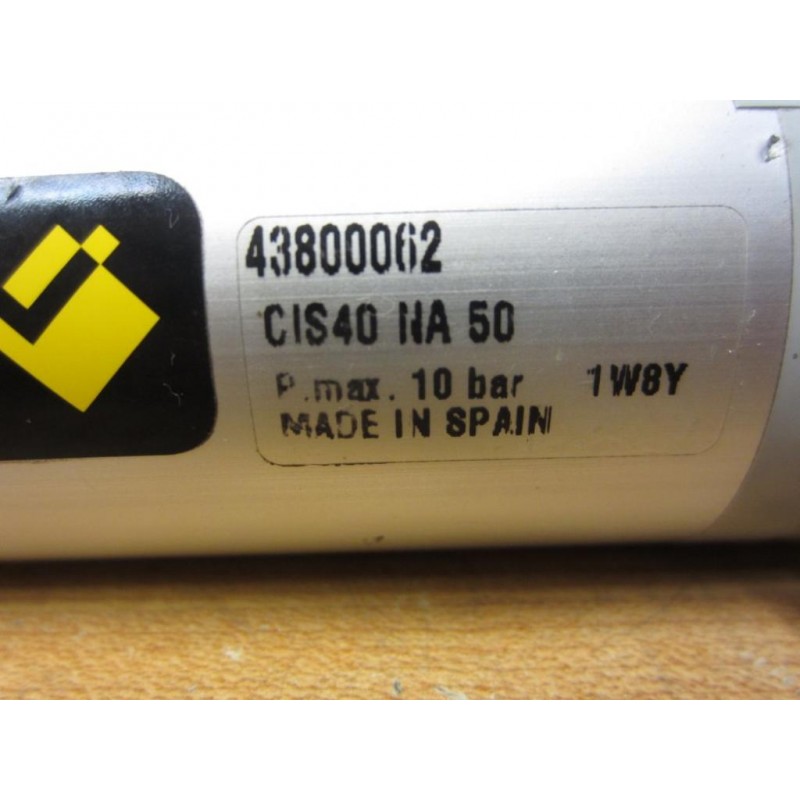 43800062
CIS40 NA 50
P.max. 10 bar 1W8Y
MADE IN SPAIN